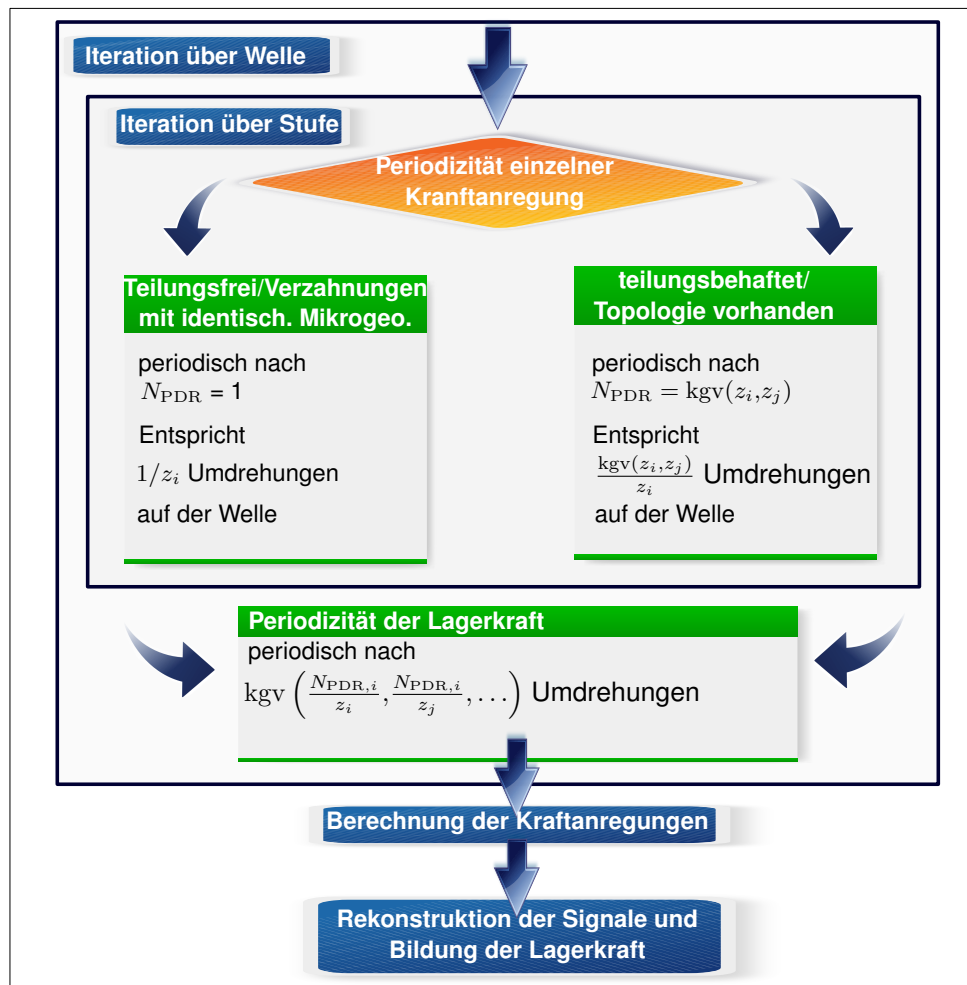 Iteration über Welle
Iteration über Stufe
Periodizität einzelner
Kranftanregung
Teilungsfrei/Verzahnungen
mit identisch. Mikrogeo.
periodisch nach
N_PDR = 1
Entspricht
1/z_i Umdrehungen
auf der Welle
teilungsbehaftet/
Topologie vorhanden
periodisch nach
N_PDR = kgv(z_i,z_j)
Entspricht
kgv(z_i,z_j)/z_i Umdrehungen
auf der Welle
Periodizität der Lagerkraft
periodisch nach
kgv (N_PDR,i/z_i, N_PDR,i/z_j, . . .) Umdrehungen
Berechnung der Kraftanregungen
Rekonstruktion der Signale und
Bildung der Lagerkraft